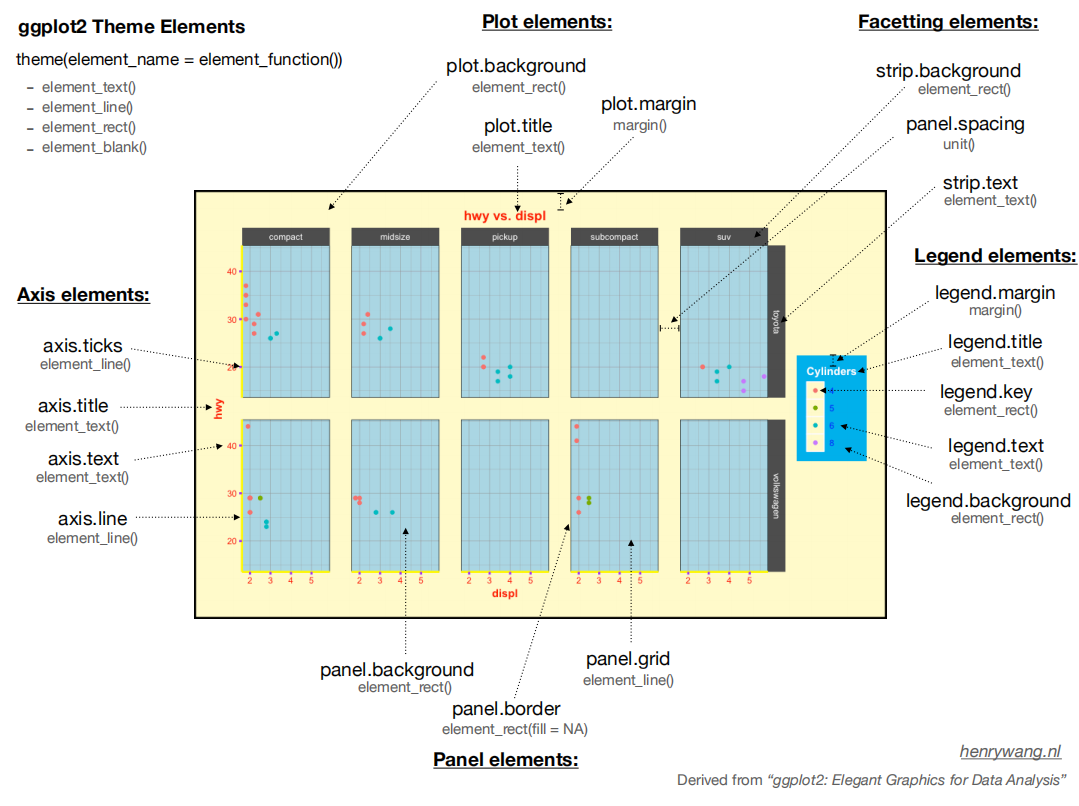 ggplot2 Theme Elements
theme(element_name = element_function())
– element_text()
– element_line()
– element_rect()
– element_blank()
Plot elements:
plot.background
element_rect()
plot.title
element_text()
plot.margin
margin()
Facetting elements:
strip.background
element_rect()
panel.spacing
unit()
strip.text
element_text()
Legend elements:
legend.margin
margin()
legend.title
element_text()
legend.key
element_rect()
legend.text
element_text()
legend.background
element_rect()
Axis elements:
axis.ticks
element_line()
axis.title
element_text()
axis.text
element_text()
axis.line
element_line()
hwy vs. displ
compact midsize pickup subcompact suv
toyota
volkswagen
40
30
20
40
30
20
hwy
2 3 4 5 2 3 4 5 2 3 4 5 2 3 4 5 2 3 4 5
displ
Cylinders
4
5
6
8
panel.background
element_rect()
panel.border
element_rect(fill = NA)
panel.grid
element_line()
Panel elements:
henrywang.nl
Derived from “ggplot2: Elegant Graphics for Data Analysis”